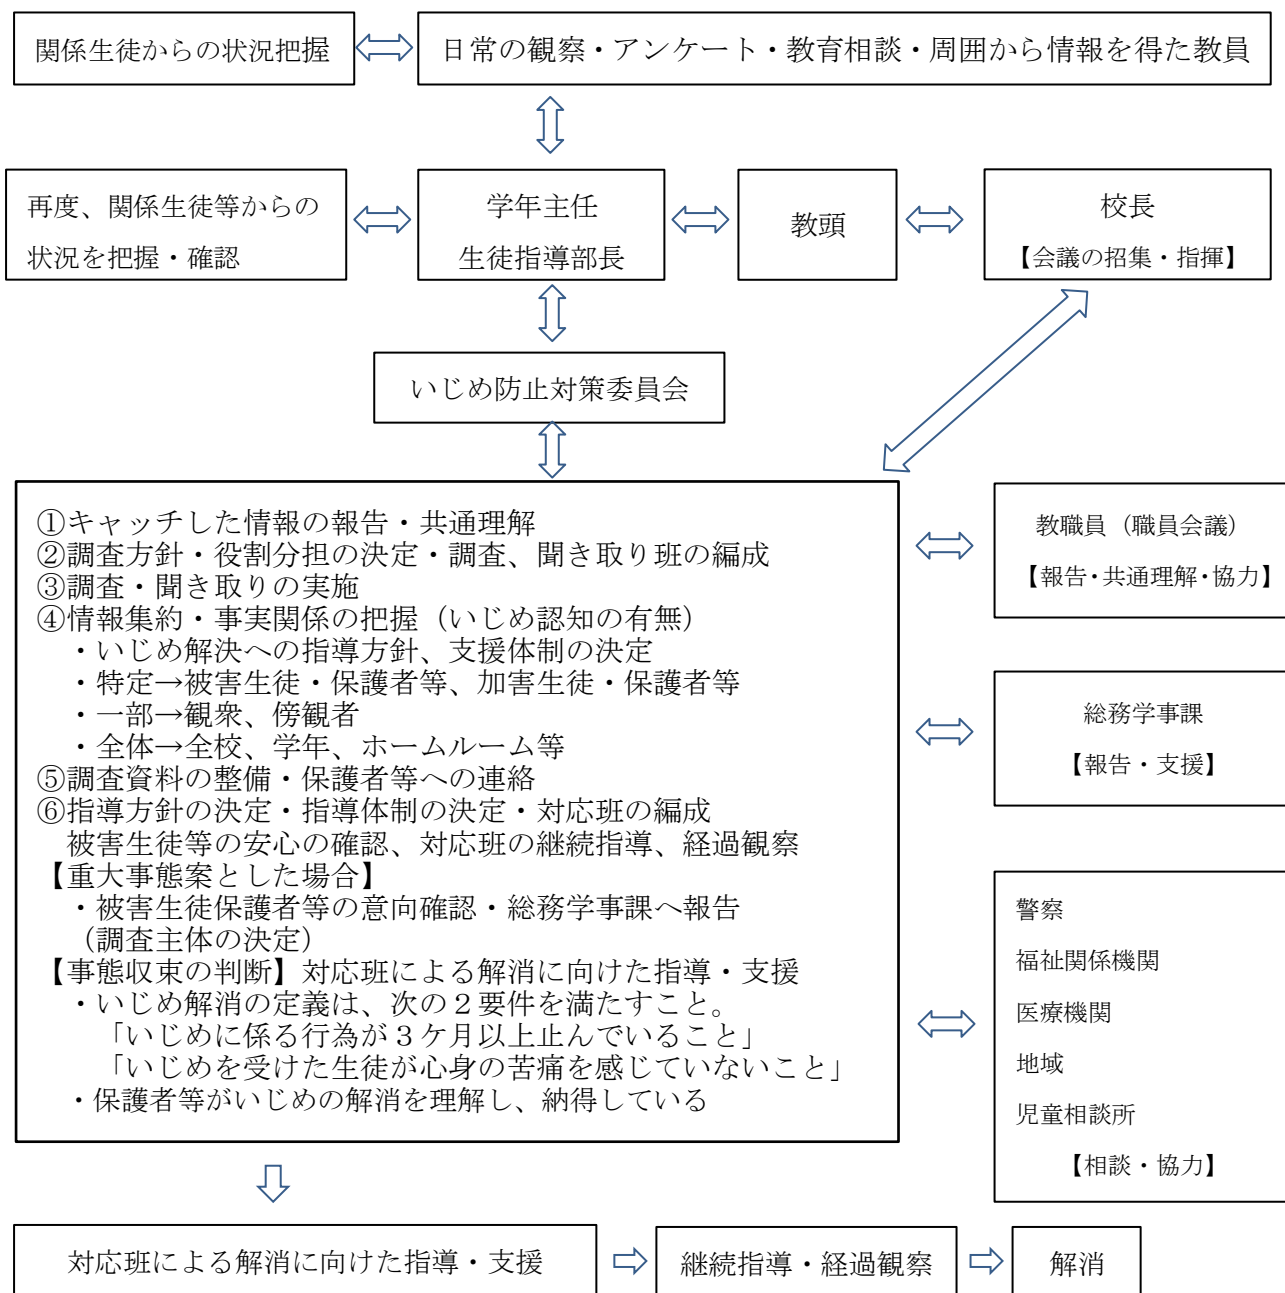 関係生徒からの状況把握
日常の観察・アンケート・教育相談・周囲から情報を得た教員
再度、関係生徒等からの
状況を把握・確認
学年主任
生徒指導部長
教頭
校長
【会議の招集・指揮】
いじめ防止対策委員会
①キャッチした情報の報告・共通理解
②調査方針・役割分担の決定・調査、聞き取り班の編成
③調査・聞き取りの実施
④情報集約・事実関係の把握（いじめ認知の有無）
・いじめ解決への指導方針、支援体制の決定
・特定→被害生徒・保護者等、加害生徒・保護者等
・一部→観衆、傍観者
・全体→全校、学年、ホームルーム等
⑤調査資料の整備・保護者等への連絡
⑥指導方針の決定・指導体制の決定・対応班の編成
被害生徒等の安心の確認、対応班の継続指導、経過観察
【重大事態案とした場合】
・被害生徒保護者等の意向確認・総務学事課へ報告
（調査主体の決定）
【事態収束の判断】対応班による解消に向けた指導・支援
・いじめ解消の定義は、次の２要件を満たすこと。
「いじめに係る行為が３ケ月以上止んでいること」
「いじめを受けた生徒が心身の苦痛を感じていないこと」
・保護者等がいじめの解消を理解し、納得している
教職員（職員会議）
【報告・共通理解・協力】
総務学事課
【報告・支援】
警察
福祉関係機関
医療機関
地域
児童相談所
【相談・協力】
対応班による解消に向けた指導・支援
継続指導・経過観察
解消